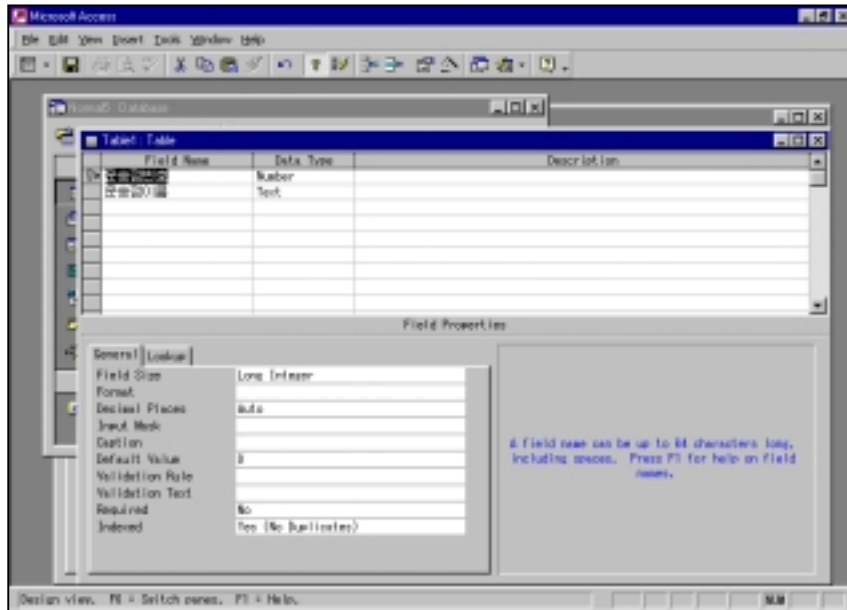 Microsoft Access
File Edit View Insert Tools Window Help
Database
Table1 : Table
Field Name Data Type Description
Number
Text
Field Properties
General Lookup
Field Size Long Integer
Format
Decimal Places Auto
Input Mask
Caption
Default Value 0
Validation Rule
Validation Text
Required No
Indexed Yes (No Duplicates)
A field name can be up to 64 characters long,
including spaces. Press F1 for help on field
names.
Design view. F6 = Switch panes. F1 = Help.
NUM